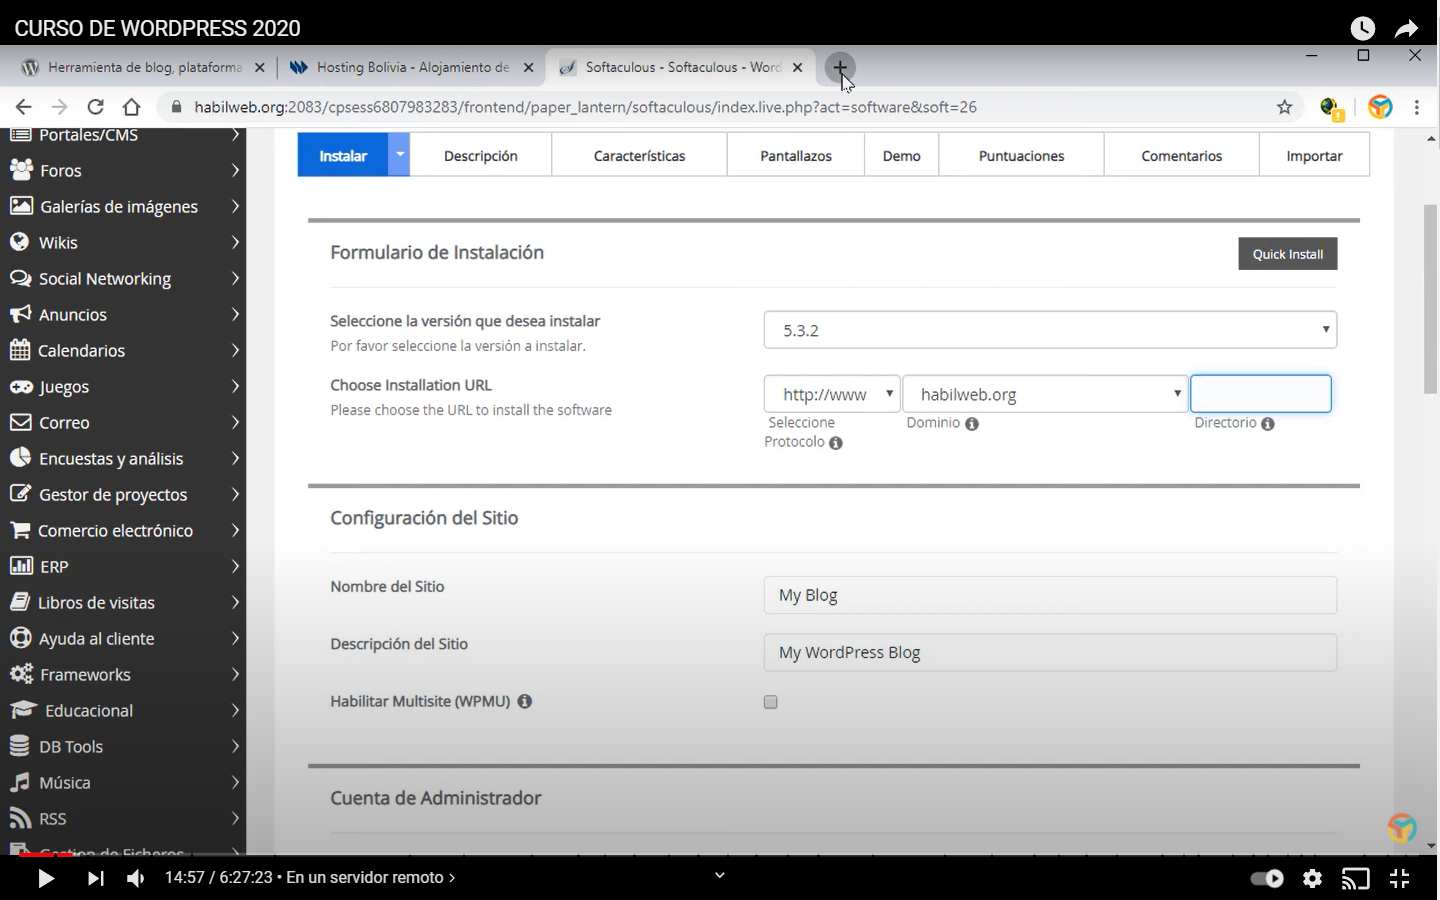 CURSO DE WORDPRESS 2020
Herramienta de blog, plataforma
Hosting Bolivia - Alojamiento de
Softaculous - Softaculous - Word
habilweb.org:2083/cpsess6807983283/frontend/paper_lantern/softaculous/index.live.php?act=software&soft=26
Portales/CMS
Foros
Galerías de imágenes
Wikis
Social Networking
Anuncios
Calendarios
Juegos
Correo
Encuestas y análisis
Gestor de proyectos
Comercio electrónico
ERP
Libros de visitas
Ayuda al cliente
Frameworks
Educacional
DB Tools
Música
RSS
Gestion de Ficheros
Instalar
Descripción
Características
Pantallazos
Demo
Puntuaciones
Comentarios
Importar
Formulario de Instalación
Quick Install
Seleccione la versión que desea instalar
Por favor seleccione la versión a instalar.
5.3.2
Choose Installation URL
Please choose the URL to install the software
http://www
habilweb.org
Seleccione
Protocolo
Dominio
Directorio
Configuración del Sitio
Nombre del Sitio
My Blog
Descripción del Sitio
My WordPress Blog
Habilitar Multisite (WPMU)
Cuenta de Administrador
14:57 / 6:27:23 • En un servidor remoto